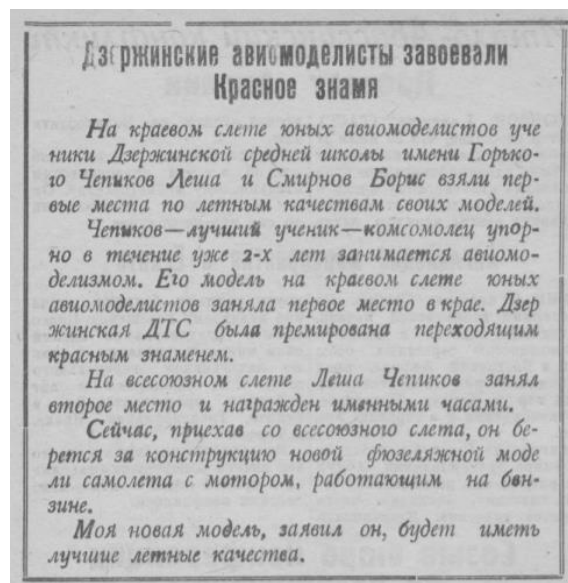 Дзержинские авиомоделисты завоевали
Красное знамя
На краевом слете юных авиомоделистов уче
ники Дзержинской средней школы имени Горько-
го Чепиков Леша и Смирнов Борис взяли пер-
вые места по летным качествам своих моделей.
Чепиков—лучший ученик—комсомолец упор-
но в течение уже 2-х лет занимается авиомо-
делизмом. Его модель на краевом слете юных
авиомоделистов заняла первое место в крае. Дзер
жинская ДТС была премирована переходящим
красным знаменем.
На всесоюзном слете Леша Чепиков занял
второе место и награжден именными часами.
Сейчас, приехав со всесоюзного слета, он бе-
рется за конструкцию новой фюзеляжной моде
ли самолета с мотором, работающим на бен-
зине.
Моя новая модель, заявил он, будет иметь
лучшие летные качества.